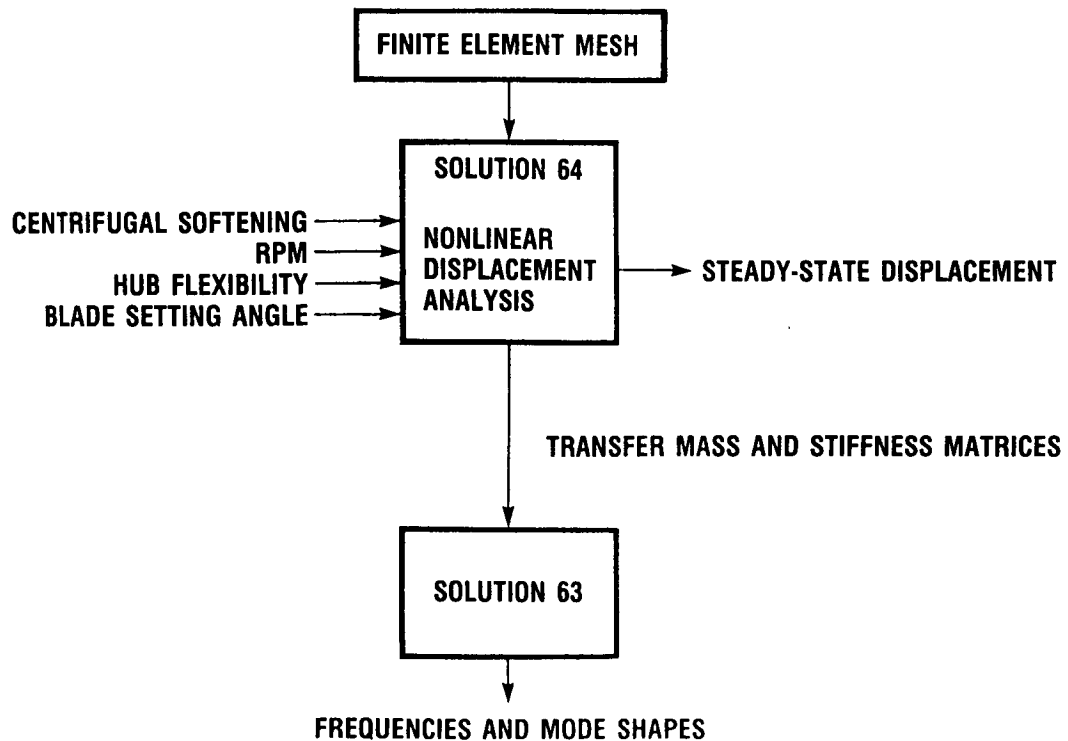 FINITE ELEMENT MESH
SOLUTION 64
CENTRIFUGAL SOFTENING
RPM
HUB FLEXIBILITY
BLADE SETTING ANGLE
NONLINEAR
DISPLACEMENT
ANALYSIS
STEADY-STATE DISPLACEMENT
TRANSFER MASS AND STIFFNESS MATRICES
SOLUTION 63
FREQUENCIES AND MODE SHAPES